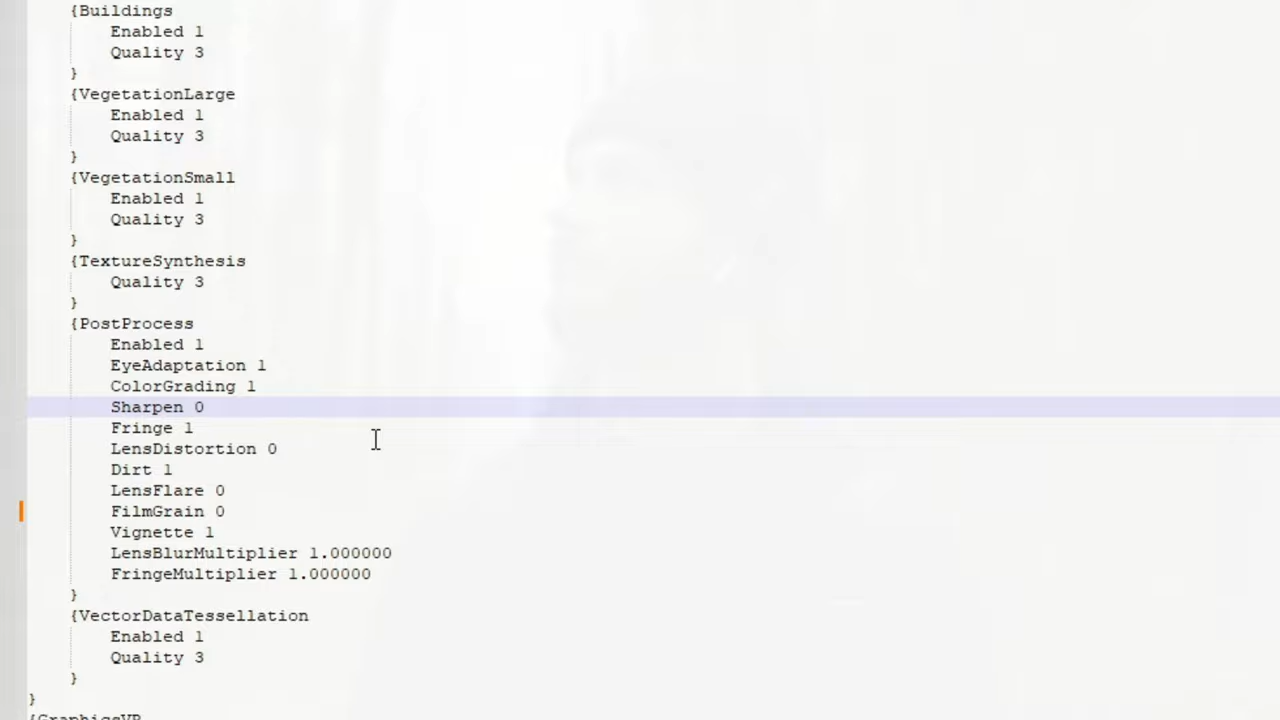 {Buildings
Enabled 1
Quality 3
}
{VegetationLarge
Enabled 1
Quality 3
}
{VegetationSmall
Enabled 1
Quality 3
}
{TextureSynthesis
Quality 3
}
{PostProcess
Enabled 1
EyeAdaptation 1
ColorGrading 1
Sharpen 0
Fringe 1
LensDistortion 0
Dirt 1
LensFlare 0
FilmGrain 0
Vignette 1
LensBlurMultiplier 1.000000
FringeMultiplier 1.000000
}
{VectorDataTessellation
Enabled 1
Quality 3
}
}
{GraphicsVR